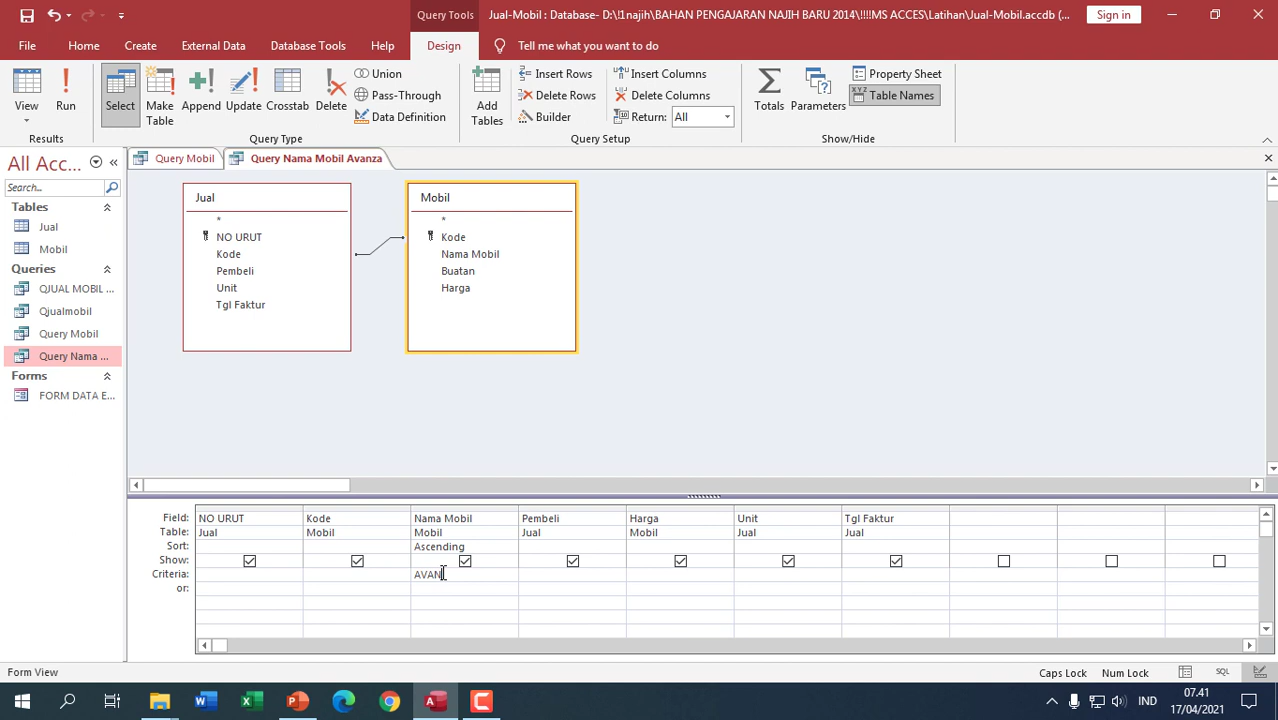 Query Tools
Jual-Mobil : Database- D:\!1najih\BAHAN PENGAJARAN NAJIH BARU 2014\!!!!MS ACCES\Latihan\Jual-Mobil.accdb (...
Sign in
File Home Create External Data Database Tools Help Design Tell me what you want to do
View
Run
Select
Make Table
Append
Update
Crosstab
Delete
Union
Pass-Through
Data Definition
Add Tables
Insert Rows
Delete Rows
Builder
Insert Columns
Delete Columns
Return: All
Totals
Parameters
Property Sheet
XYZ Table Names
Results Query Type Query Setup Show/Hide
All Acc...
Search...
Tables
Jual
Mobil
Queries
QJUAL MOBIL ...
Qjualmobil
Query Mobil
Query Nama ...
Forms
FORM DATA E...
Query Mobil Query Nama Mobil Avanza
Jual
*
NO URUT
Kode
Pembeli
Unit
Tgl Faktur
Mobil
*
Kode
Nama Mobil
Buatan
Harga
Field: NO URUT Kode Nama Mobil Pembeli Harga Unit Tgl Faktur
Table: Jual Mobil Mobil Jual Mobil Jual Jual
Sort: Ascending
Show:
Criteria: AVAN
or:
Form View Caps Lock Num Lock SQL
IND
07.41
17/04/2021